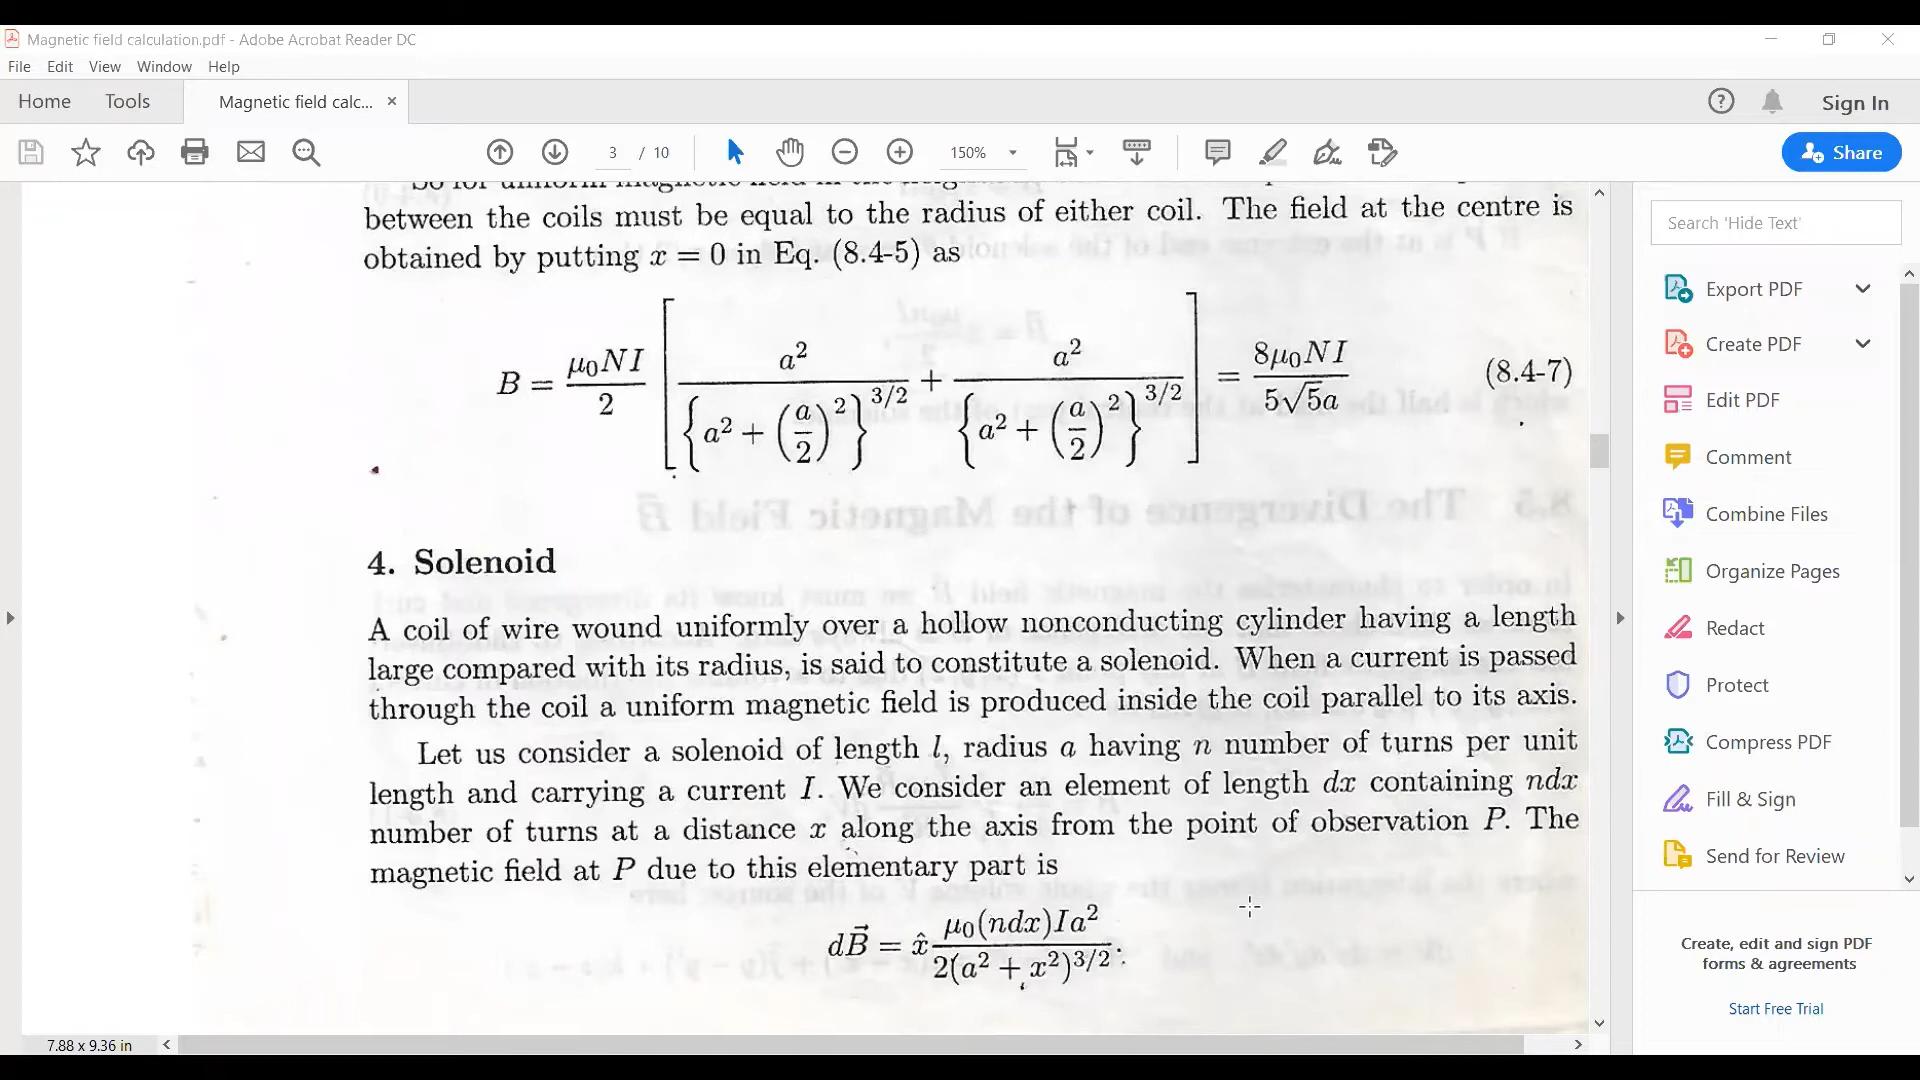 Magnetic field calculation.pdf - Adobe Acrobat Reader DC
File Edit View Window Help
Home Tools Magnetic field calc... × Sign In
3 / 10 150% Share
between the coils must be equal to the radius of either coil. The field at the centre is
obtained by putting x = 0 in Eq. (8.4-5) as
B = μ₀NI/2 [ a²/{a² + (a/2)²}^3/2 + a²/{a² + (a/2)²}^3/2 ] = 8μ₀NI/5√5a (8.4-7)
4. Solenoid
A coil of wire wound uniformly over a hollow nonconducting cylinder having a length
large compared with its radius, is said to constitute a solenoid. When a current is passed
through the coil a uniform magnetic field is produced inside the coil parallel to its axis.
Let us consider a solenoid of length l, radius a having n number of turns per unit
length and carrying a current I. We consider an element of length dx containing ndx
number of turns at a distance x along the axis from the point of observation P. The
magnetic field at P due to this elementary part is
dB⃗ = x̂ μ₀(ndx)Ia²/2(a² + x²)^3/2.
7.88 x 9.36 in
Search 'Hide Text'
Export PDF
Create PDF
Edit PDF
Comment
Combine Files
Organize Pages
Redact
Protect
Compress PDF
Fill & Sign
Send for Review
Create, edit and sign PDF
forms & agreements
Start Free Trial